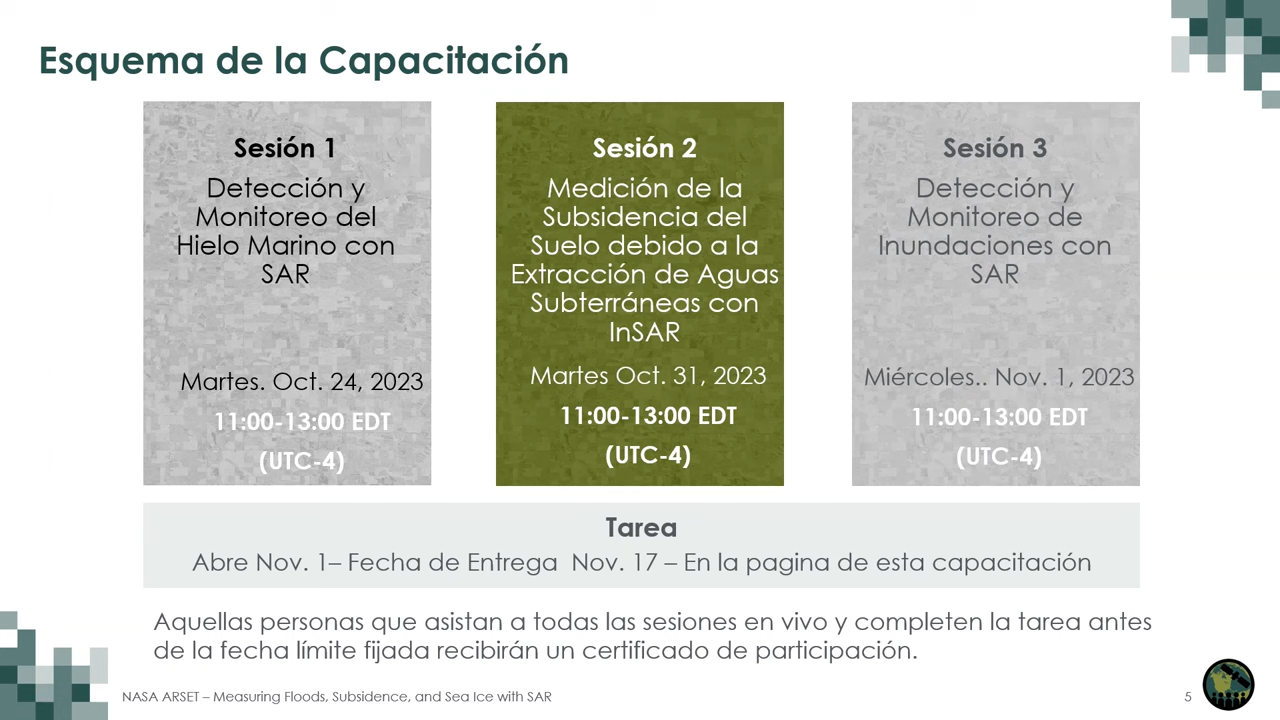 Esquema de la Capacitación
Sesión 1
Detección y
Monitoreo del
Hielo Marino con
SAR
Martes. Oct. 24, 2023
11:00-13:00 EDT
(UTC-4)
Sesión 2
Medición de la
Subsidencia del
Suelo debido a la
Extracción de Aguas
Subterráneas con
InSAR
Martes Oct. 31, 2023
11:00-13:00 EDT
(UTC-4)
Sesión 3
Detección y
Monitoreo de
Inundaciones con
SAR
Miércoles.. Nov. 1, 2023
11:00-13:00 EDT
(UTC-4)
Tarea
Abre Nov. 1– Fecha de Entrega  Nov. 17 – En la pagina de esta capacitación
Aquellas personas que asistan a todas las sesiones en vivo y completen la tarea antes
de la fecha límite fijada recibirán un certificado de participación.
NASA ARSET – Measuring Floods, Subsidence, and Sea Ice with SAR
5